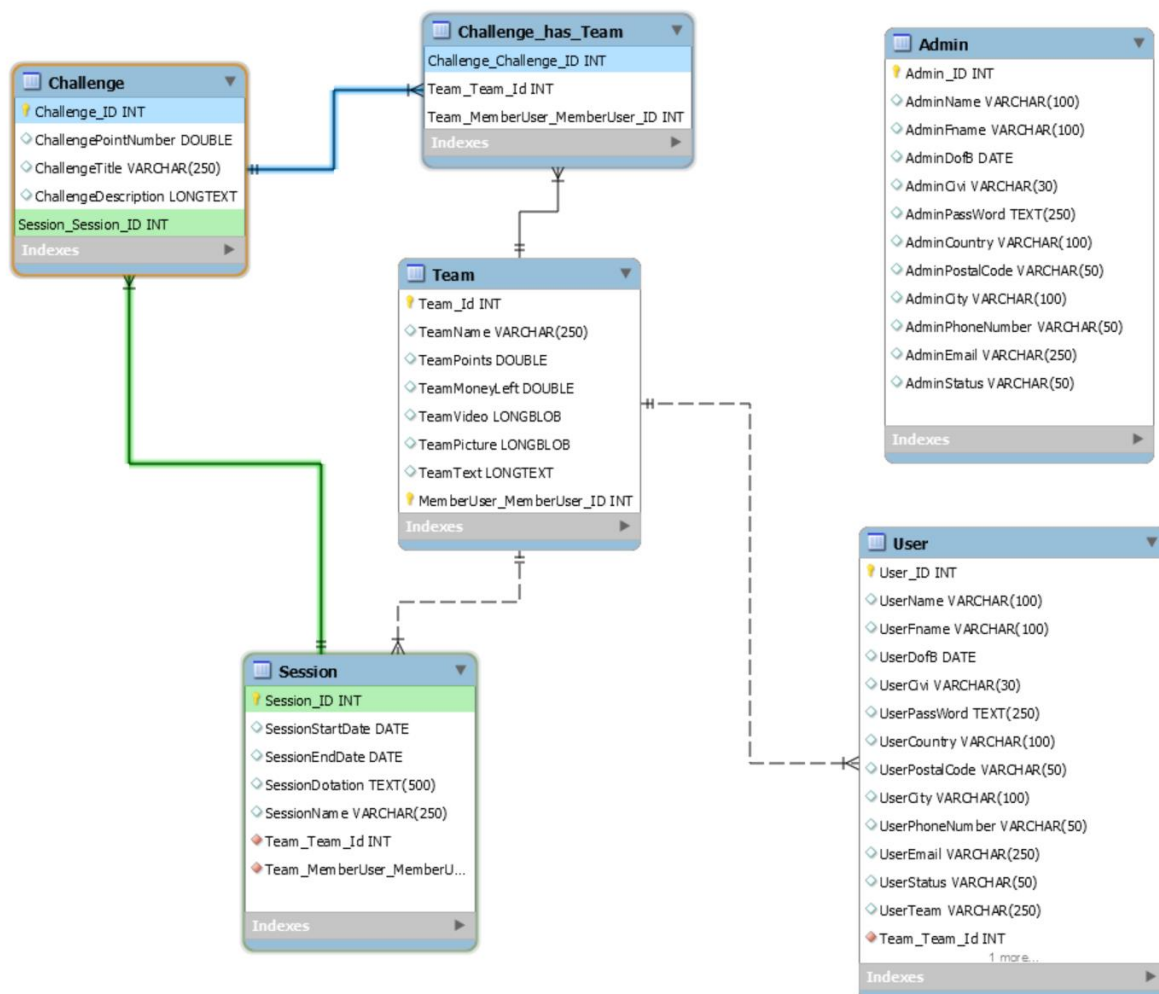 Challenge
Challenge_ID INT
ChallengePointNumber DOUBLE
ChallengeTitle VARCHAR(250)
ChallengeDescription LONGTEXT
Session_Session_ID INT
Indexes
Challenge_has_Team
Challenge_Challenge_ID INT
Team_Team_Id INT
Team_MemberUser_MemberUser_ID INT
Indexes
Admin
Admin_ID INT
AdminName VARCHAR(100)
AdminFname VARCHAR(100)
AdminDofB DATE
AdminCivi VARCHAR(30)
AdminPassWord TEXT(250)
AdminCountry VARCHAR(100)
AdminPostalCode VARCHAR(50)
AdminCity VARCHAR(100)
AdminPhoneNumber VARCHAR(50)
AdminEmail VARCHAR(250)
AdminStatus VARCHAR(50)
Indexes
Team
Team_Id INT
TeamName VARCHAR(250)
TeamPoints DOUBLE
TeamMoneyLeft DOUBLE
TeamVideo LONGBLOB
TeamPicture LONGBLOB
TeamText LONGTEXT
MemberUser_MemberUser_ID INT
Indexes
Session
Session_ID INT
SessionStartDate DATE
SessionEndDate DATE
SessionDotation TEXT(500)
SessionName VARCHAR(250)
Team_Team_Id INT
Team_MemberUser_MemberU...
Indexes
User
User_ID INT
UserName VARCHAR(100)
UserFname VARCHAR(100)
UserDofB DATE
UserCivi VARCHAR(30)
UserPassWord TEXT(250)
UserCountry VARCHAR(100)
UserPostalCode VARCHAR(50)
UserCity VARCHAR(100)
UserPhoneNumber VARCHAR(50)
UserEmail VARCHAR(250)
UserStatus VARCHAR(50)
UserTeam VARCHAR(250)
Team_Team_Id INT
1 more...
Indexes